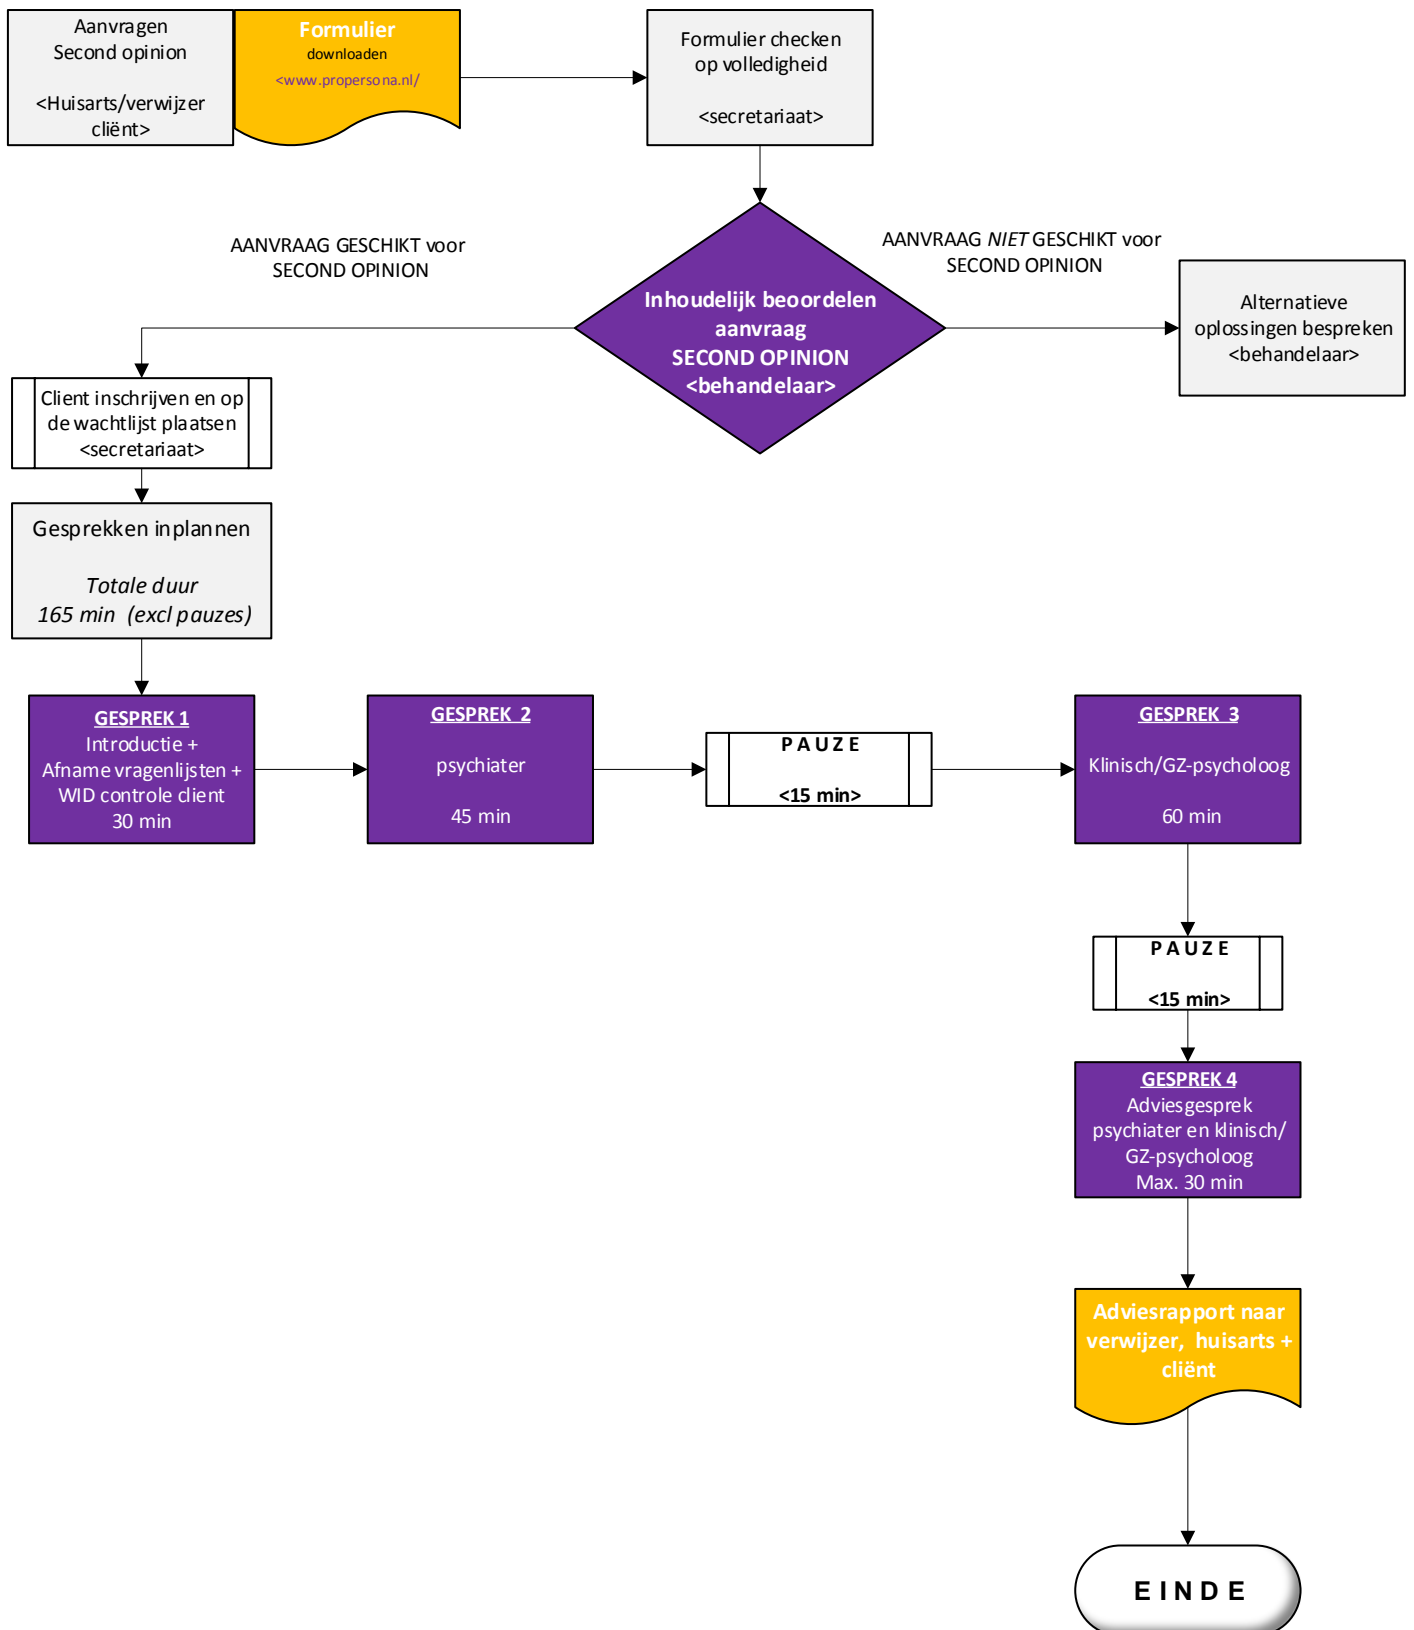 Aanvragen
Second opinion
<Huisarts/verwijzer
cliënt>
Formulier
downloaden
<www.propersona.nl/
Formulier checken
op volledigheid
<secretariaat>
AANVRAAG GESCHIKT voor
SECOND OPINION
AANVRAAG NIET GESCHIKT voor
SECOND OPINION
Inhoudelijk beoordelen
aanvraag
SECOND OPINION
<behandelaar>
Alternatieve
oplossingen bespreken
<behandelaar>
Client inschrijven en op
de wachtlijst plaatsen
<secretariaat>
Gesprekken inplannen
Totale duur
165 min (excl pauzes)
GESPREK 1
Introductie +
Afname vragenlijsten +
WID controle client
30 min
GESPREK 2
psychiater
45 min
PAUZE
<15 min>
GESPREK 3
Klinisch/GZ-psycholoog
60 min
PAUZE
<15 min>
GESPREK 4
Adviesgesprek
psychiater en klinisch/
GZ-psycholoog
Max. 30 min
Adviesrapport naar
verwijzer, huisarts +
cliënt
EINDE